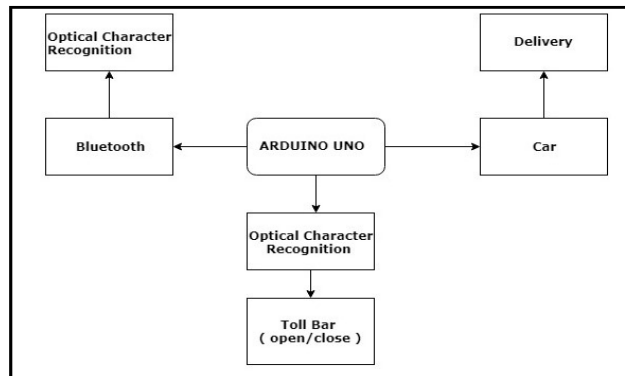 Optical Character
Recognition
Delivery
Bluetooth
ARDUINO UNO
Car
Optical Character
Recognition
Toll Bar
( open/close )